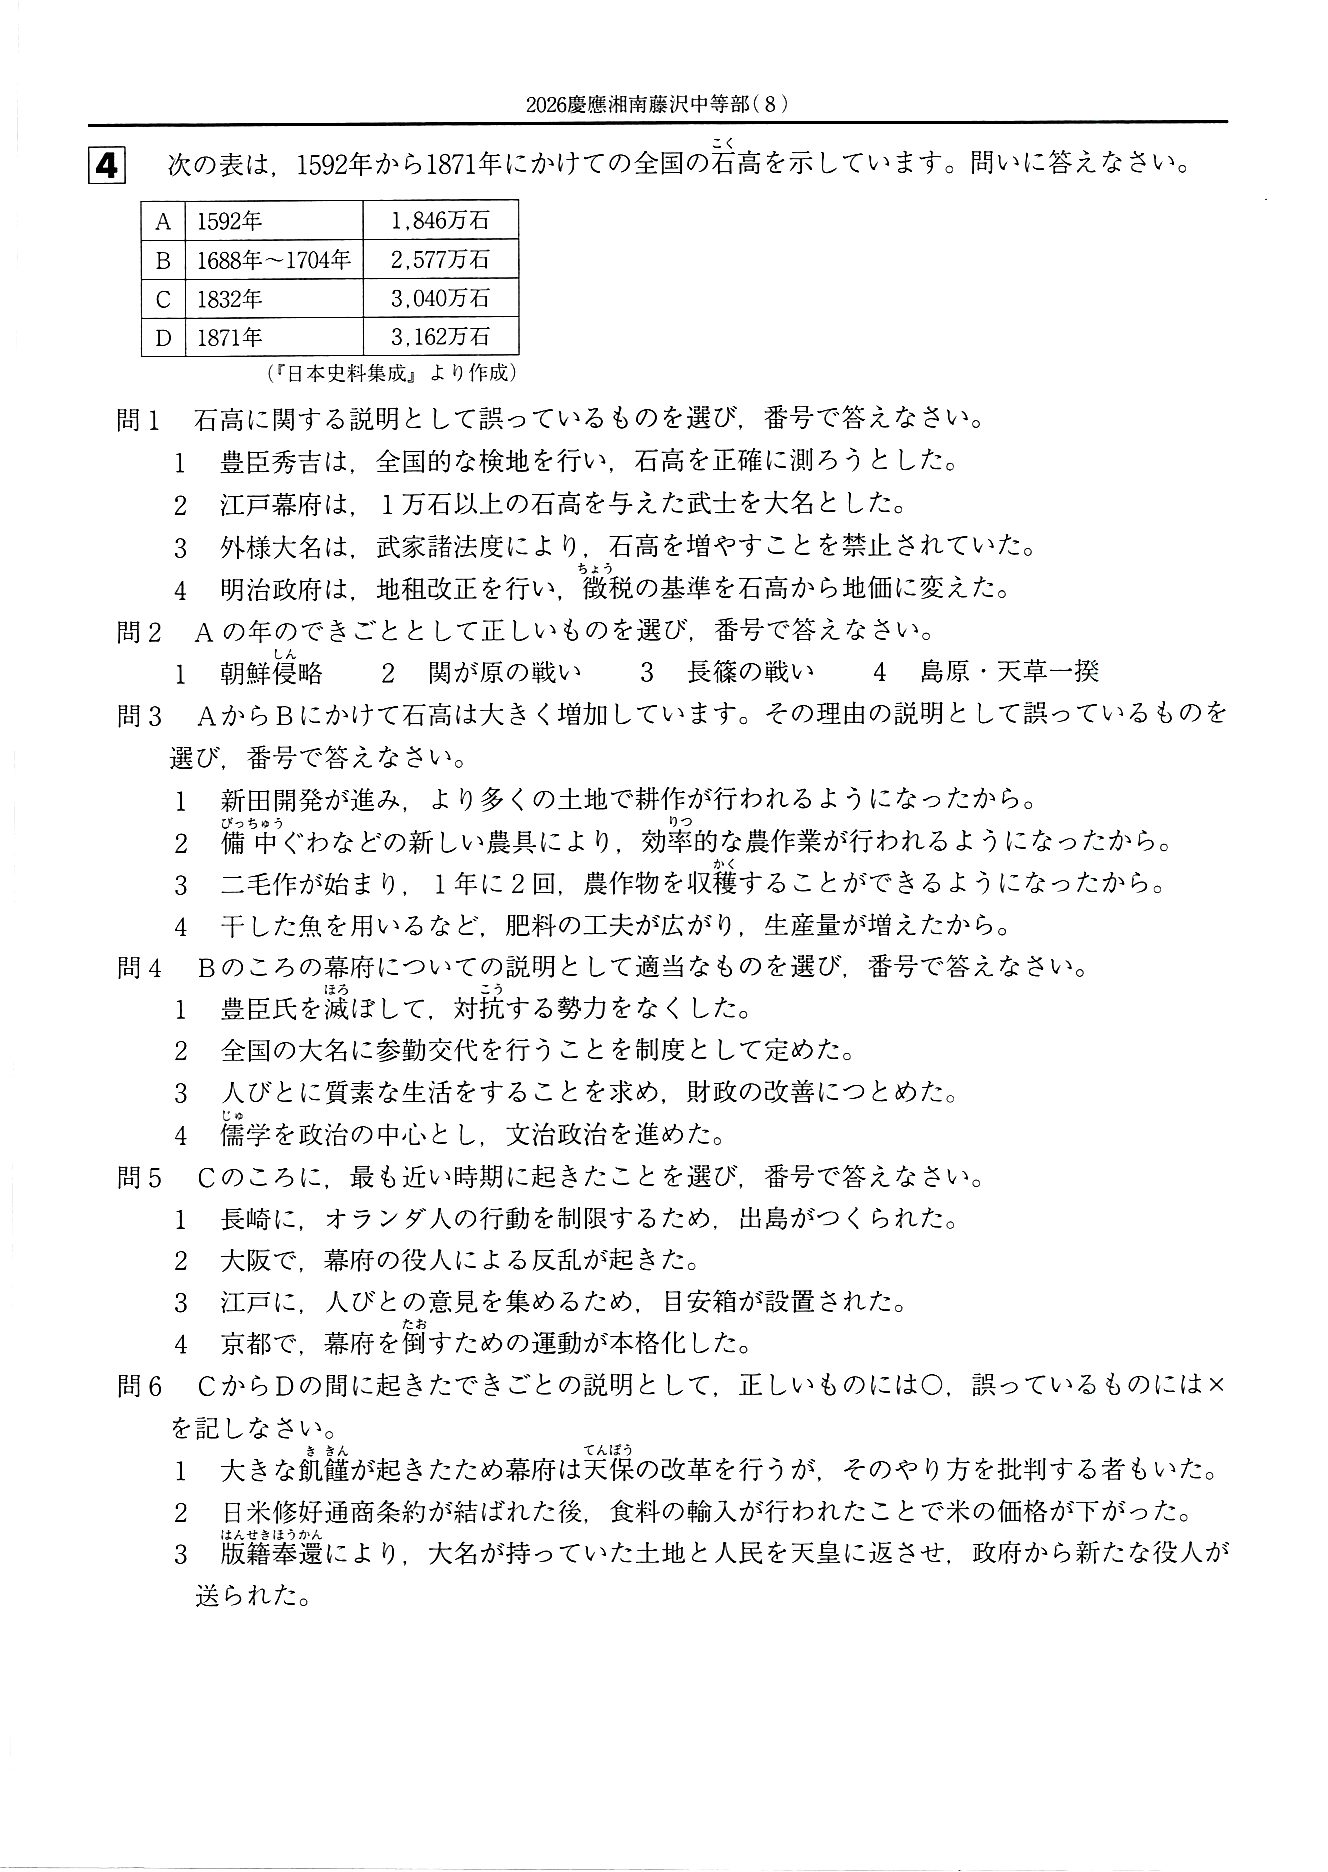 2026慶應湘南藤沢中等部(8)
4 次の表は，1592年から1871年にかけての全国の石高を示しています。問いに答えなさい。
こく
A 1592年 1,846万石
B 1688年～1704年 2,577万石
C 1832年 3,040万石
D 1871年 3,162万石
(『日本史料集成』より作成)
問1 石高に関する説明として誤っているものを選び，番号で答えなさい。
1 豊臣秀吉は，全国的な検地を行い，石高を正確に測ろうとした。
2 江戸幕府は，1万石以上の石高を与えた武士を大名とした。
3 外様大名は，武家諸法度により，石高を増やすことを禁止されていた。
ちょう
4 明治政府は，地租改正を行い，徴税の基準を石高から地価に変えた。
問2 Aの年のできごととして正しいものを選び，番号で答えなさい。
しん
1 朝鮮侵略 2 関が原の戦い 3 長篠の戦い 4 島原・天草一揆
問3 AからBにかけて石高は大きく増加しています。その理由の説明として誤っているものを
選び，番号で答えなさい。
1 新田開発が進み，より多くの土地で耕作が行われるようになったから。
びっちゅう りつ
2 備中ぐわなどの新しい農具により，効率的な農作業が行われるようになったから。
かく
3 二毛作が始まり，1年に2回，農作物を収穫することができるようになったから。
4 干した魚を用いるなど，肥料の工夫が広がり，生産量が増えたから。
問4 Bのころの幕府についての説明として適当なものを選び，番号で答えなさい。
ほろ こう
1 豊臣氏を滅ぼして，対抗する勢力をなくした。
2 全国の大名に参勤交代を行うことを制度として定めた。
3 人びとに質素な生活をすることを求め，財政の改善につとめた。
じゅ
4 儒学を政治の中心とし，文治政治を進めた。
問5 Cのころに，最も近い時期に起きたことを選び，番号で答えなさい。
1 長崎に，オランダ人の行動を制限するため，出島がつくられた。
2 大阪で，幕府の役人による反乱が起きた。
3 江戸に，人びとの意見を集めるため，目安箱が設置された。
たお
4 京都で，幕府を倒すための運動が本格化した。
問6 CからDの間に起きたできごとの説明として，正しいものには○，誤っているものには×
を記しなさい。
ききん てんぽう
1 大きな飢饉が起きたため幕府は天保の改革を行うが，そのやり方を批判する者もいた。
2 日米修好通商条約が結ばれた後，食料の輸入が行われたことで米の価格が下がった。
はんせきほうかん
3 版籍奉還により，大名が持っていた土地と人民を天皇に返させ，政府から新たな役人が
送られた。